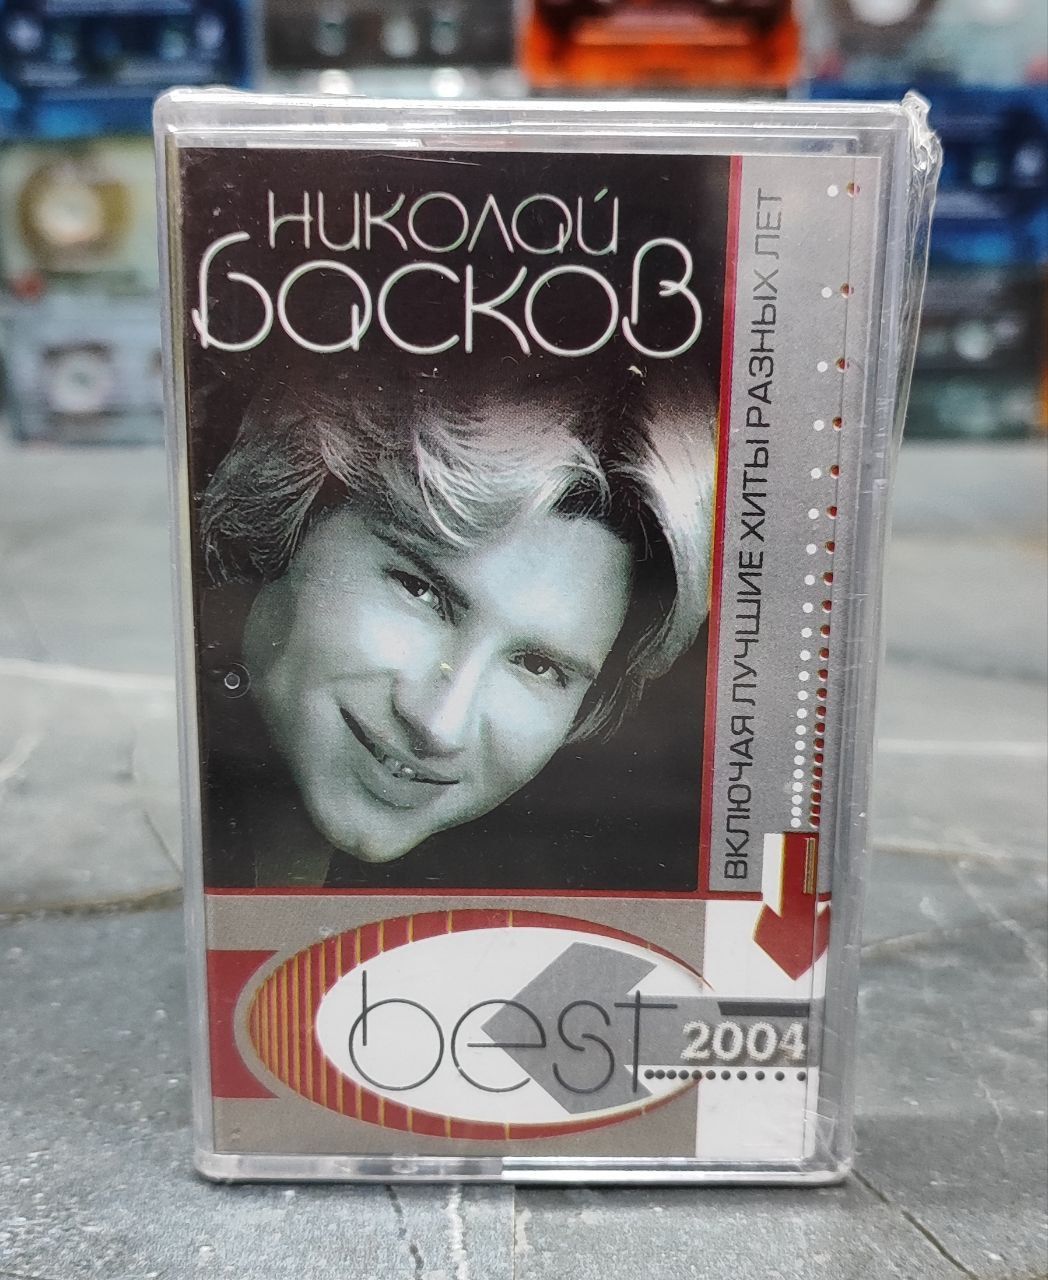 НИКОЛАЙ
БАСКОВ
ВКЛЮЧАЯ ЛУЧШИЕ ХИТЫ РАЗНЫХ ЛЕТ
best
2004